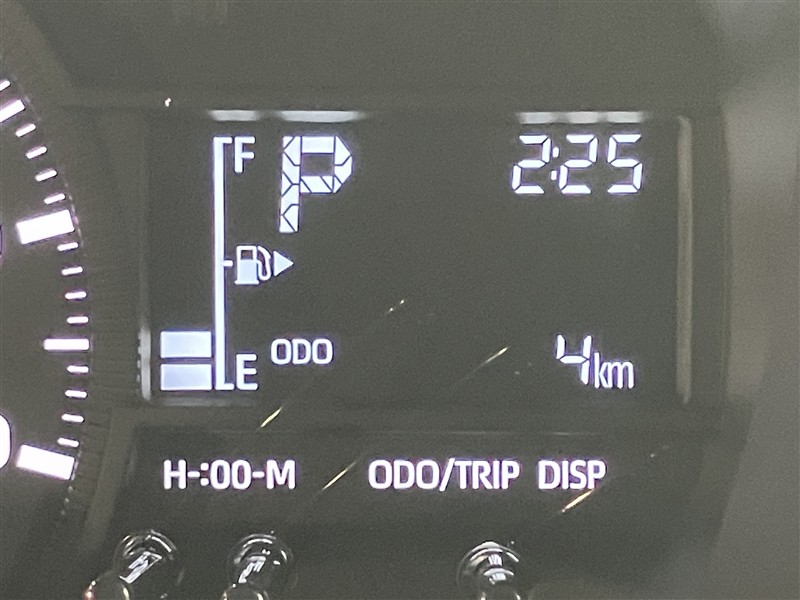 F P 2:25
ODO 4km
E
H-:00-M ODO/TRIP DISP